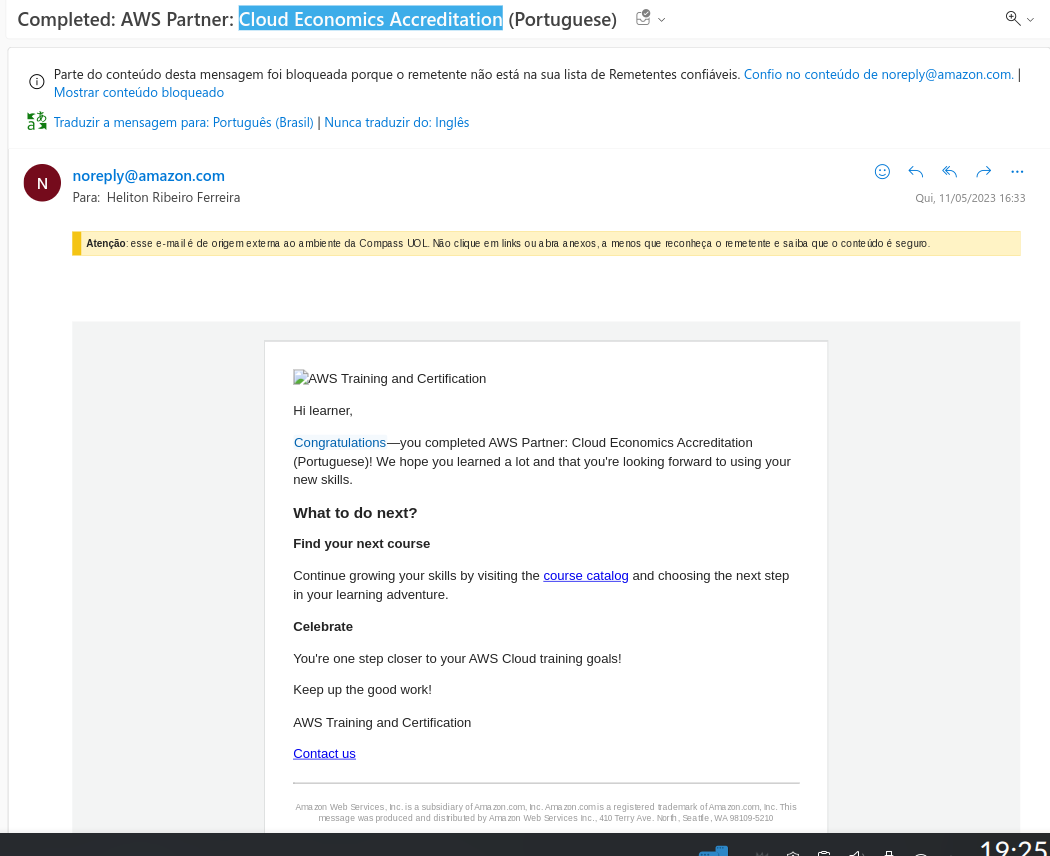 Completed: AWS Partner: Cloud Economics Accreditation (Portuguese)
Parte do conteúdo desta mensagem foi bloqueada porque o remetente não está na sua lista de Remetentes confiáveis. Confio no conteúdo de noreply@amazon.com. |
Mostrar conteúdo bloqueado
Traduzir a mensagem para: Português (Brasil) | Nunca traduzir do: Inglês
N
noreply@amazon.com
Para: Heliton Ribeiro Ferreira
Qui, 11/05/2023 16:33
Atenção: esse e-mail é de origem externa ao ambiente da Compass UOL. Não clique em links ou abra anexos, a menos que reconheça o remetente e saiba que o conteúdo é seguro.
AWS Training and Certification
Hi learner,
Congratulations—you completed AWS Partner: Cloud Economics Accreditation
(Portuguese)! We hope you learned a lot and that you're looking forward to using your
new skills.
What to do next?
Find your next course
Continue growing your skills by visiting the course catalog and choosing the next step
in your learning adventure.
Celebrate
You're one step closer to your AWS Cloud training goals!
Keep up the good work!
AWS Training and Certification
Contact us
Amazon Web Services, Inc. is a subsidiary of Amazon.com, Inc. Amazon.com is a registered trademark of Amazon.com, Inc. This
message was produced and distributed by Amazon Web Services Inc., 410 Terry Ave. North, Seattle, WA 98109-5210
19:25